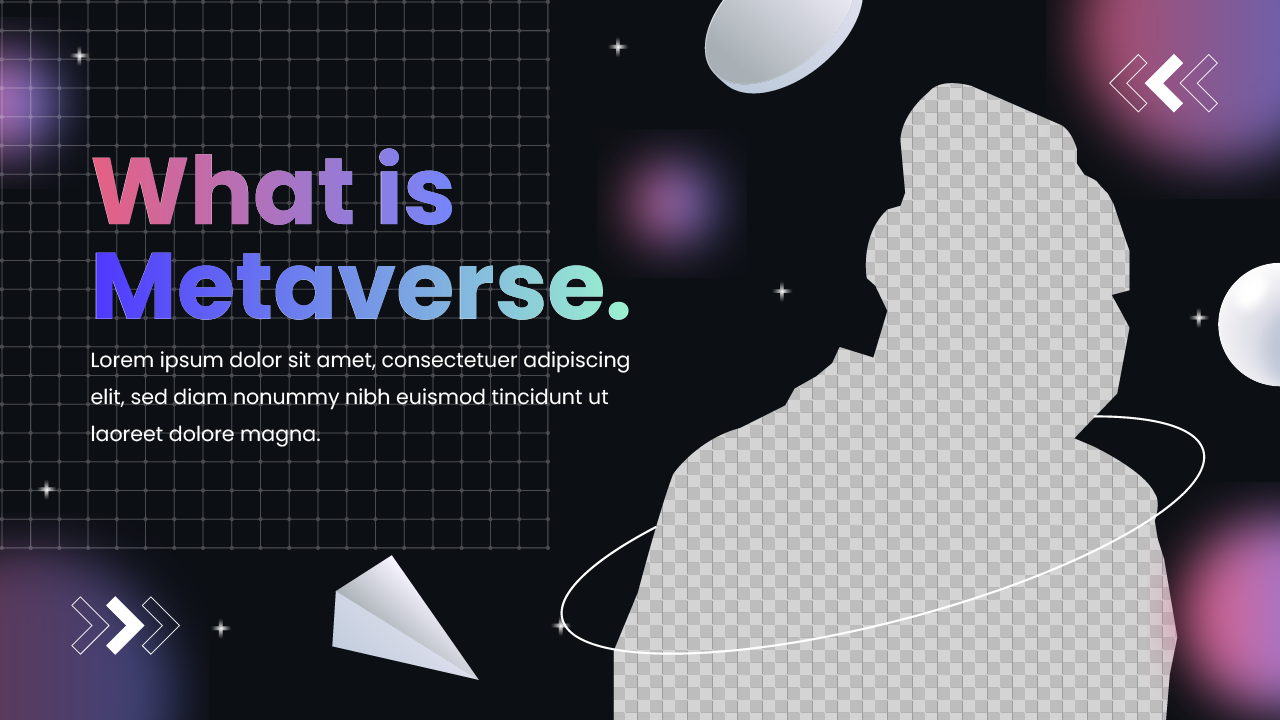 What is
Metaverse.
Lorem ipsum dolor sit amet, consectetuer adipiscing
elit, sed diam nonummy nibh euismod tincidunt ut
laoreet dolore magna.